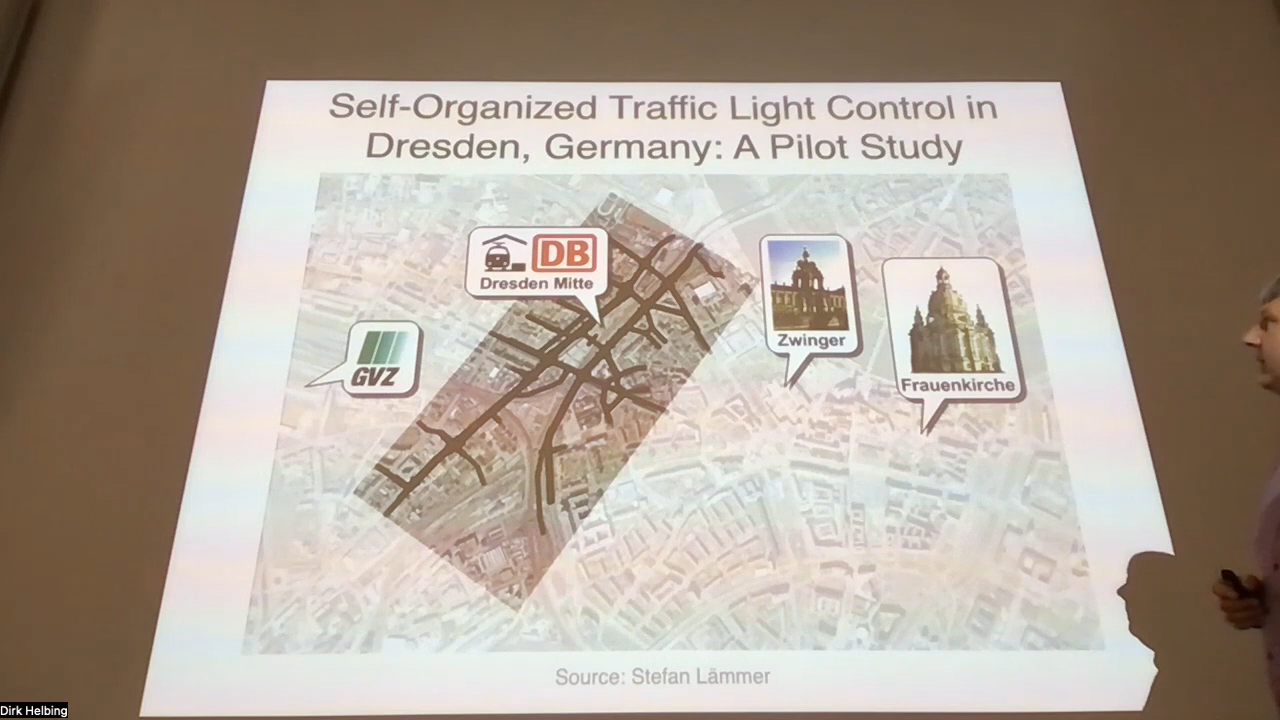 Self-Organized Traffic Light Control in
Dresden, Germany: A Pilot Study
DB
Dresden Mitte
GVZ
Zwinger
Frauenkirche
Source: Stefan Lämmer
Dirk Helbing